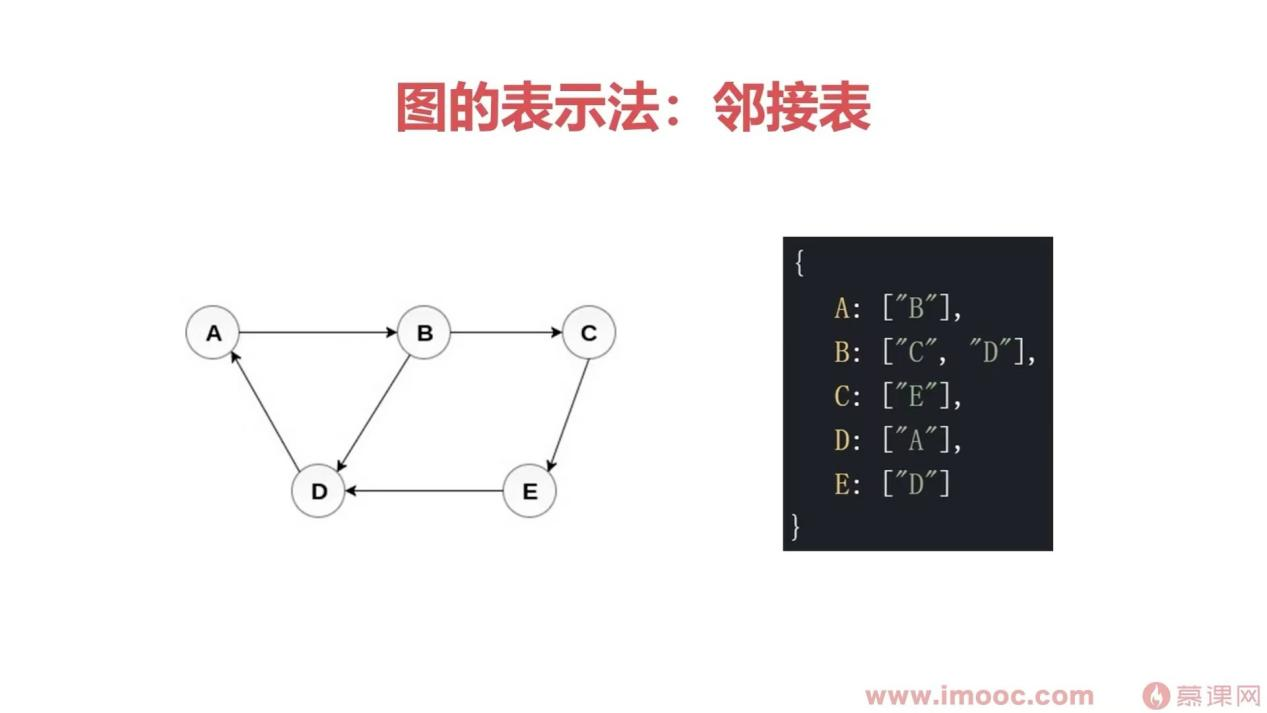 图的表示法：邻接表
A
B
C
D
E
{
A: ["B"],
B: ["C", "D"],
C: ["E"],
D: ["A"],
E: ["D"]
}
www.imooc.com 慕课网